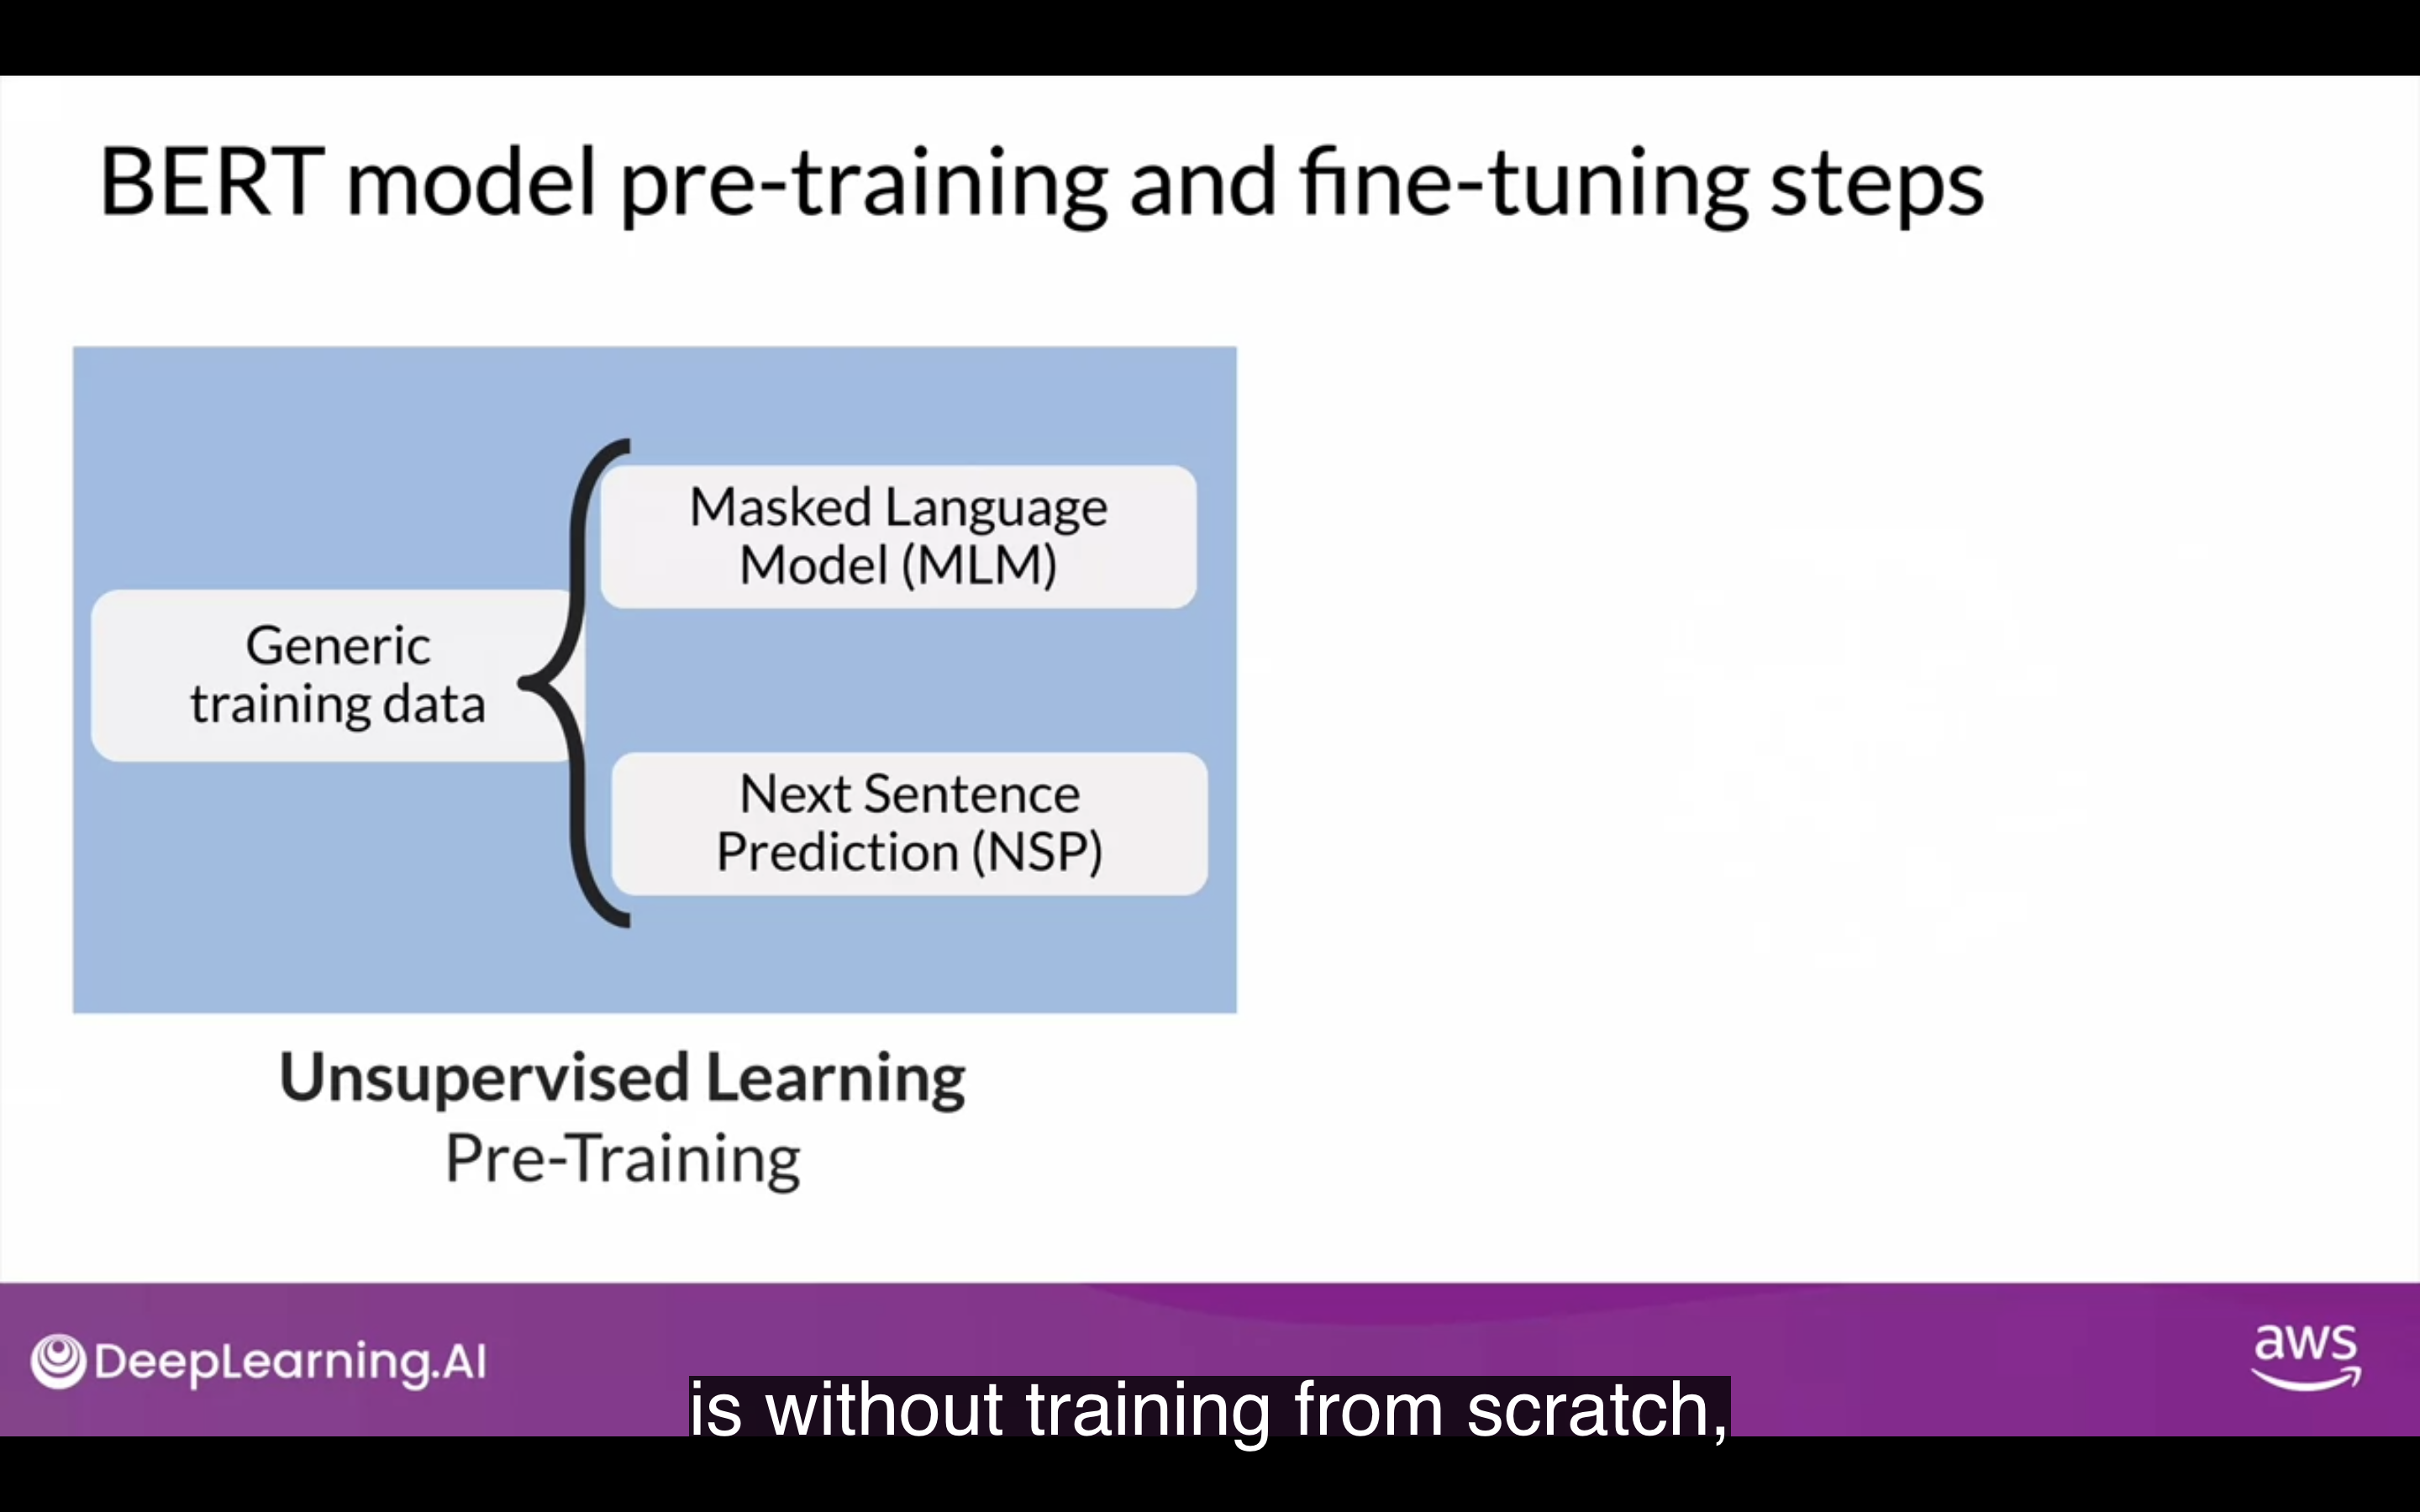 BERT model pre-training and fine-tuning steps
Generic
training data
Masked Language
Model (MLM)
Next Sentence
Prediction (NSP)
Unsupervised Learning
Pre-Training
DeepLearning.AI
aws
is without training from scratch,